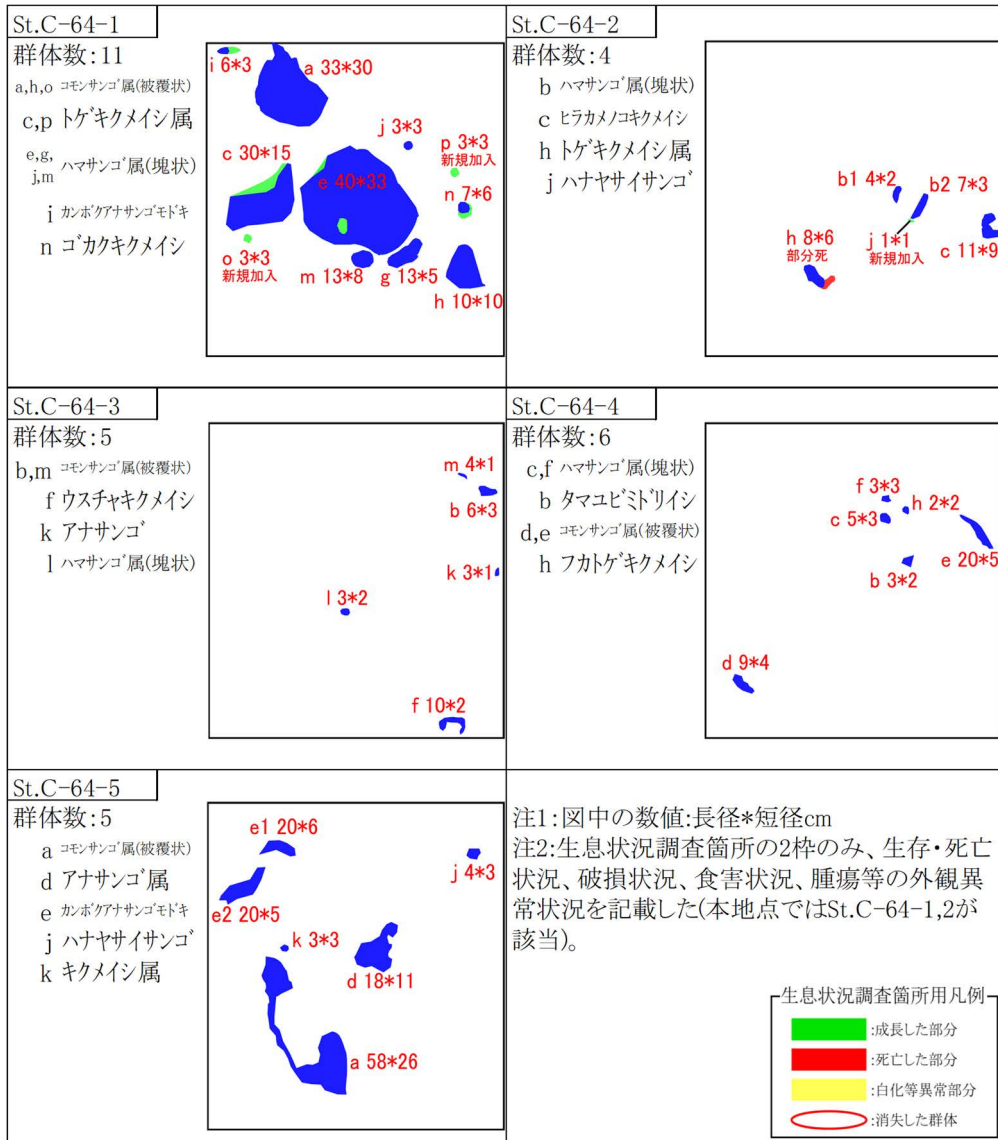 St.C-64-1
群体数:11
a,h,o コモンサンゴ属(被覆状)
c,p トゲキクメイシ属
e,g,
j,m ハマサンゴ属(塊状)
i カンボクアナサンゴモドキ
n ゴカクキクメイシ
i 6*3
a 33*30
j 3*3
p 3*3
新規加入
c 30*15
e 40*33
n 7*6
o 3*3
新規加入
m 13*8
g 13*5
h 10*10
St.C-64-2
群体数:4
b ハマサンゴ属(塊状)
c ヒラカメノコキクメイシ
h トゲキクメイシ属
j ハナヤサイサンゴ
b1 4*2
b2 7*3
h 8*6
部分死
j 1*1
新規加入
c 11*9
St.C-64-3
群体数:5
b,m コモンサンゴ属(被覆状)
f ウスチャキクメイシ
k アナサンゴ
l ハマサンゴ属(塊状)
m 4*1
b 6*3
k 3*1
l 3*2
f 10*2
St.C-64-4
群体数:6
c,f ハマサンゴ属(塊状)
b タマユビミドリイシ
d,e コモンサンゴ属(被覆状)
h フカトゲキクメイシ
f 3*3
h 2*2
c 5*3
e 20*5
b 3*2
d 9*4
St.C-64-5
群体数:5
a コモンサンゴ属(被覆状)
d アナサンゴ属
e カンボクアナサンゴモドキ
j ハナヤサイサンゴ
k キクメイシ属
e1 20*6
j 4*3
e2 20*5
k 3*3
d 18*11
a 58*26
注1:図中の数値:長径*短径cm
注2:生息状況調査箇所の2枠のみ、生存・死亡
状況、破損状況、食害状況、腫瘍等の外観異
常状況を記載した(本地点ではSt.C-64-1,2が
該当)。
生息状況調査箇所用凡例
:成長した部分
:死亡した部分
:白化等異常部分
:消失した群体